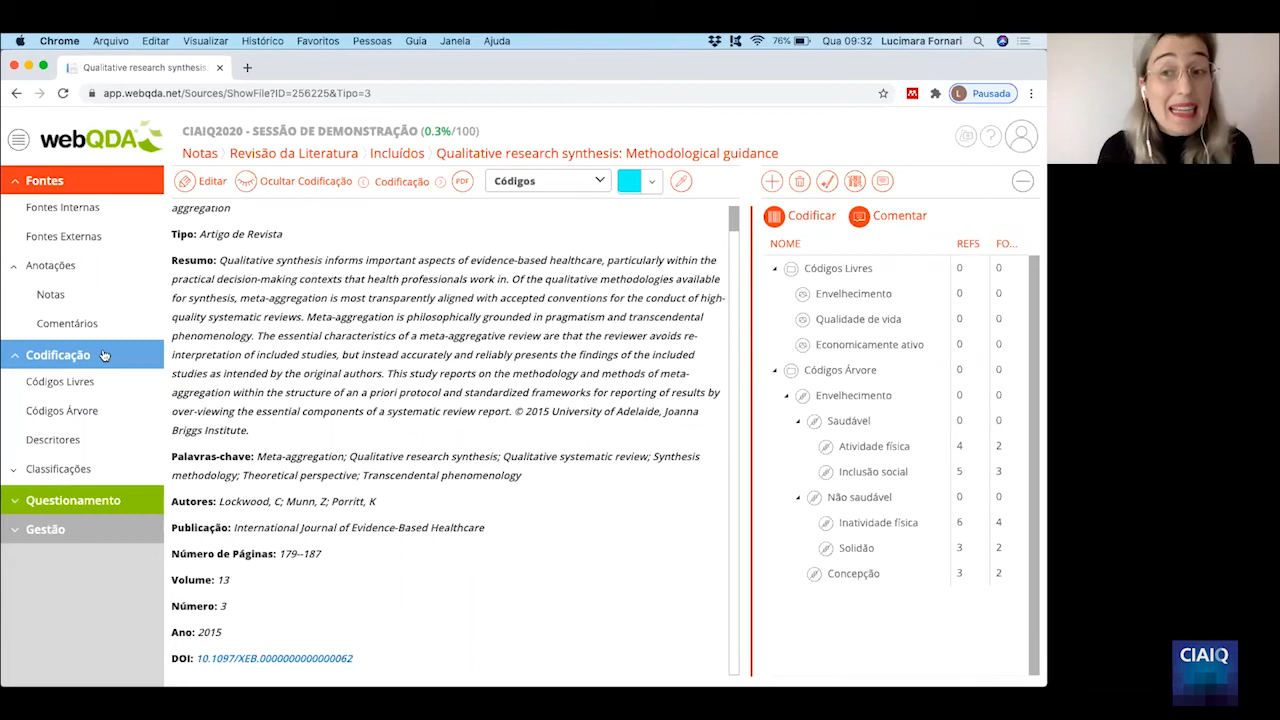 Chrome Arquivo Editar Visualizar Histórico Favoritos Pessoas Guia Janela Ajuda 76% Qua 09:32 Lucimara Fornari
Qualitative research synthesis:
app.webqda.net/Sources/ShowFile?ID=256225&Tipo=3 L Pausada
webQDA
CIAIQ2020 - SESSÃO DE DEMONSTRAÇÃO (0.3%/100)
Notas › Revisão da Literatura › Incluídos › Qualitative research synthesis: Methodological guidance
Editar Ocultar Codificação Codificação PDF Códigos
Fontes
Fontes Internas
Fontes Externas
Anotações
Notas
Comentários
Codificação
Códigos Livres
Códigos Árvore
Descritores
Classificações
Questionamento
Gestão
aggregation
Tipo: Artigo de Revista
Resumo: Qualitative synthesis informs important aspects of evidence-based healthcare, particularly within the
practical decision-making contexts that health professionals work in. Of the qualitative methodologies available
for synthesis, meta-aggregation is most transparently aligned with accepted conventions for the conduct of high-
quality systematic reviews. Meta-aggregation is philosophically grounded in pragmatism and transcendental
phenomenology. The essential characteristics of a meta-aggregative review are that the reviewer avoids re-
interpretation of included studies, but instead accurately and reliably presents the findings of the included
studies as intended by the original authors. This study reports on the methodology and methods of meta-
aggregation within the structure of an a priori protocol and standardized frameworks for reporting of results by
over-viewing the essential components of a systematic review report. © 2015 University of Adelaide, Joanna
Briggs Institute.
Palavras-chave: Meta-aggregation; Qualitative research synthesis; Qualitative systematic review; Synthesis
methodology; Theoretical perspective; Transcendental phenomenology
Autores: Lockwood, C; Munn, Z; Porritt, K
Publicação: International Journal of Evidence-Based Healthcare
Número de Páginas: 179--187
Volume: 13
Número: 3
Ano: 2015
DOI: 10.1097/XEB.0000000000000062
Codificar Comentar
NOME REFS FO...
Códigos Livres 0 0
Envelhecimento 0 0
Qualidade de vida 0 0
Economicamente ativo 0 0
Códigos Árvore 0 0
Envelhecimento 0 0
Saudável 0 0
Atividade física 4 2
Inclusão social 5 3
Não saudável 0 0
Inatividade física 6 4
Solidão 3 2
Concepção 3 2
CIAIQ